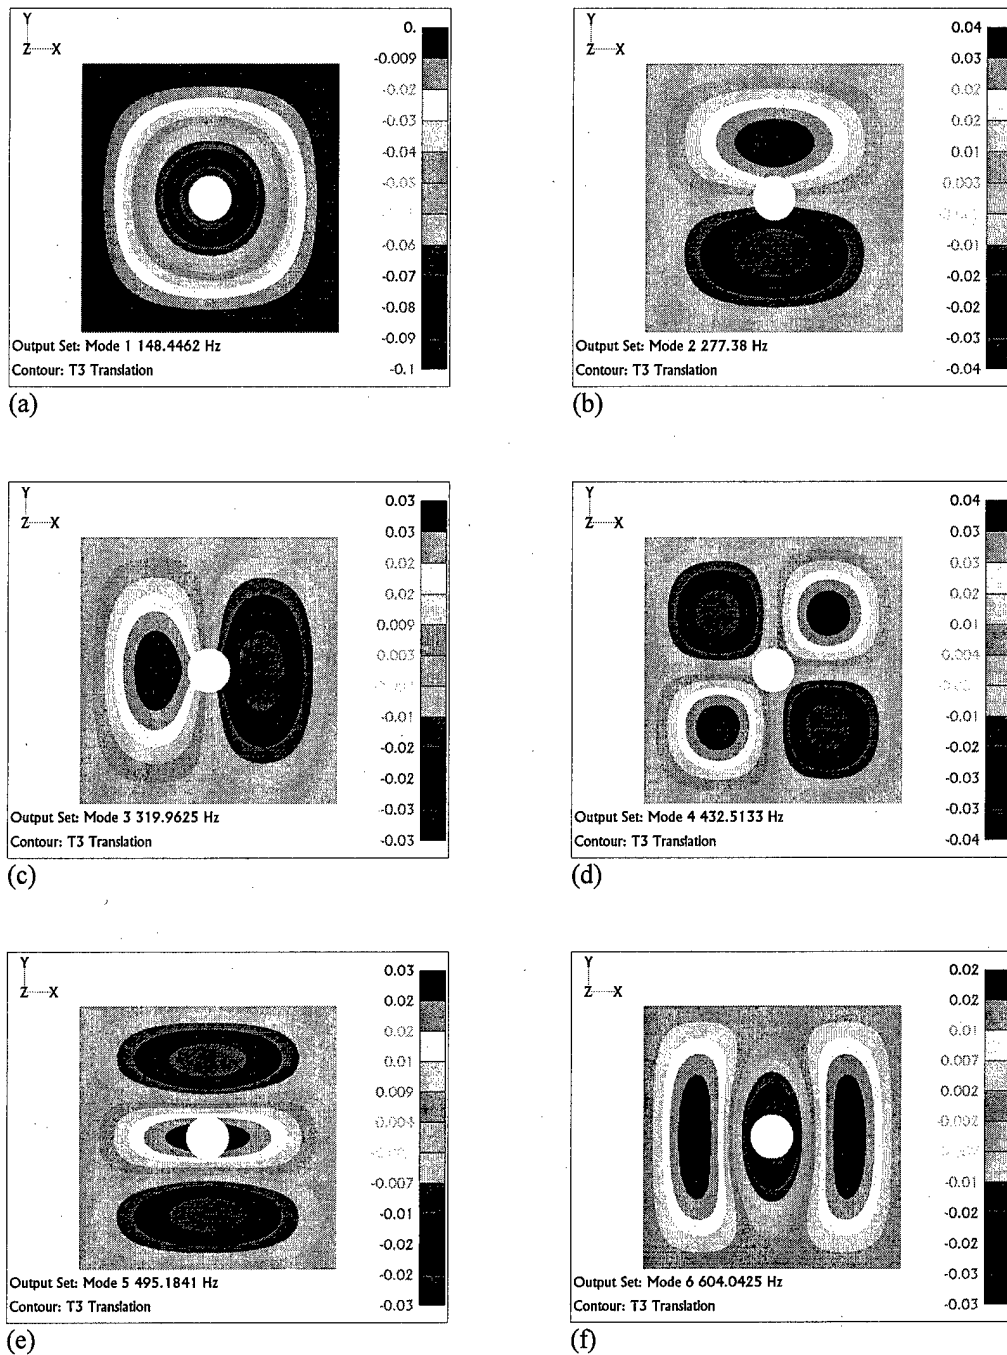 Y
Z X
0.
-0.009
-0.02
-0.03
-0.04
-0.06
-0.07
-0.08
-0.09
-0.1
Output Set: Mode 1 148.4462 Hz
Contour: T3 Translation
(a)
Y
Z X
0.04
0.03
0.02
0.02
0.01
0.003
-0.01
-0.02
-0.02
-0.03
-0.04
Output Set: Mode 2 277.38 Hz
Contour: T3 Translation
(b)
Y
Z X
0.03
0.03
0.02
0.02
0.009
0.003
-0.01
-0.02
-0.02
-0.03
-0.03
Output Set: Mode 3 319.9625 Hz
Contour: T3 Translation
(c)
Y
Z X
0.04
0.03
0.02
0.02
0.01
0.004
-0.01
-0.02
-0.02
-0.03
-0.04
Output Set: Mode 4 432.5133 Hz
Contour: T3 Translation
(d)
Y
Z X
0.03
0.02
0.02
0.01
0.009
0.004
-0.007
-0.01
-0.02
-0.02
-0.03
Output Set: Mode 5 495.1841 Hz
Contour: T3 Translation
(e)
Y
Z X
0.02
0.01
0.007
0.002
-0.002
-0.01
-0.02
-0.02
-0.02
-0.03
Output Set: Mode 6 604.0425 Hz
Contour: T3 Translation
(f)